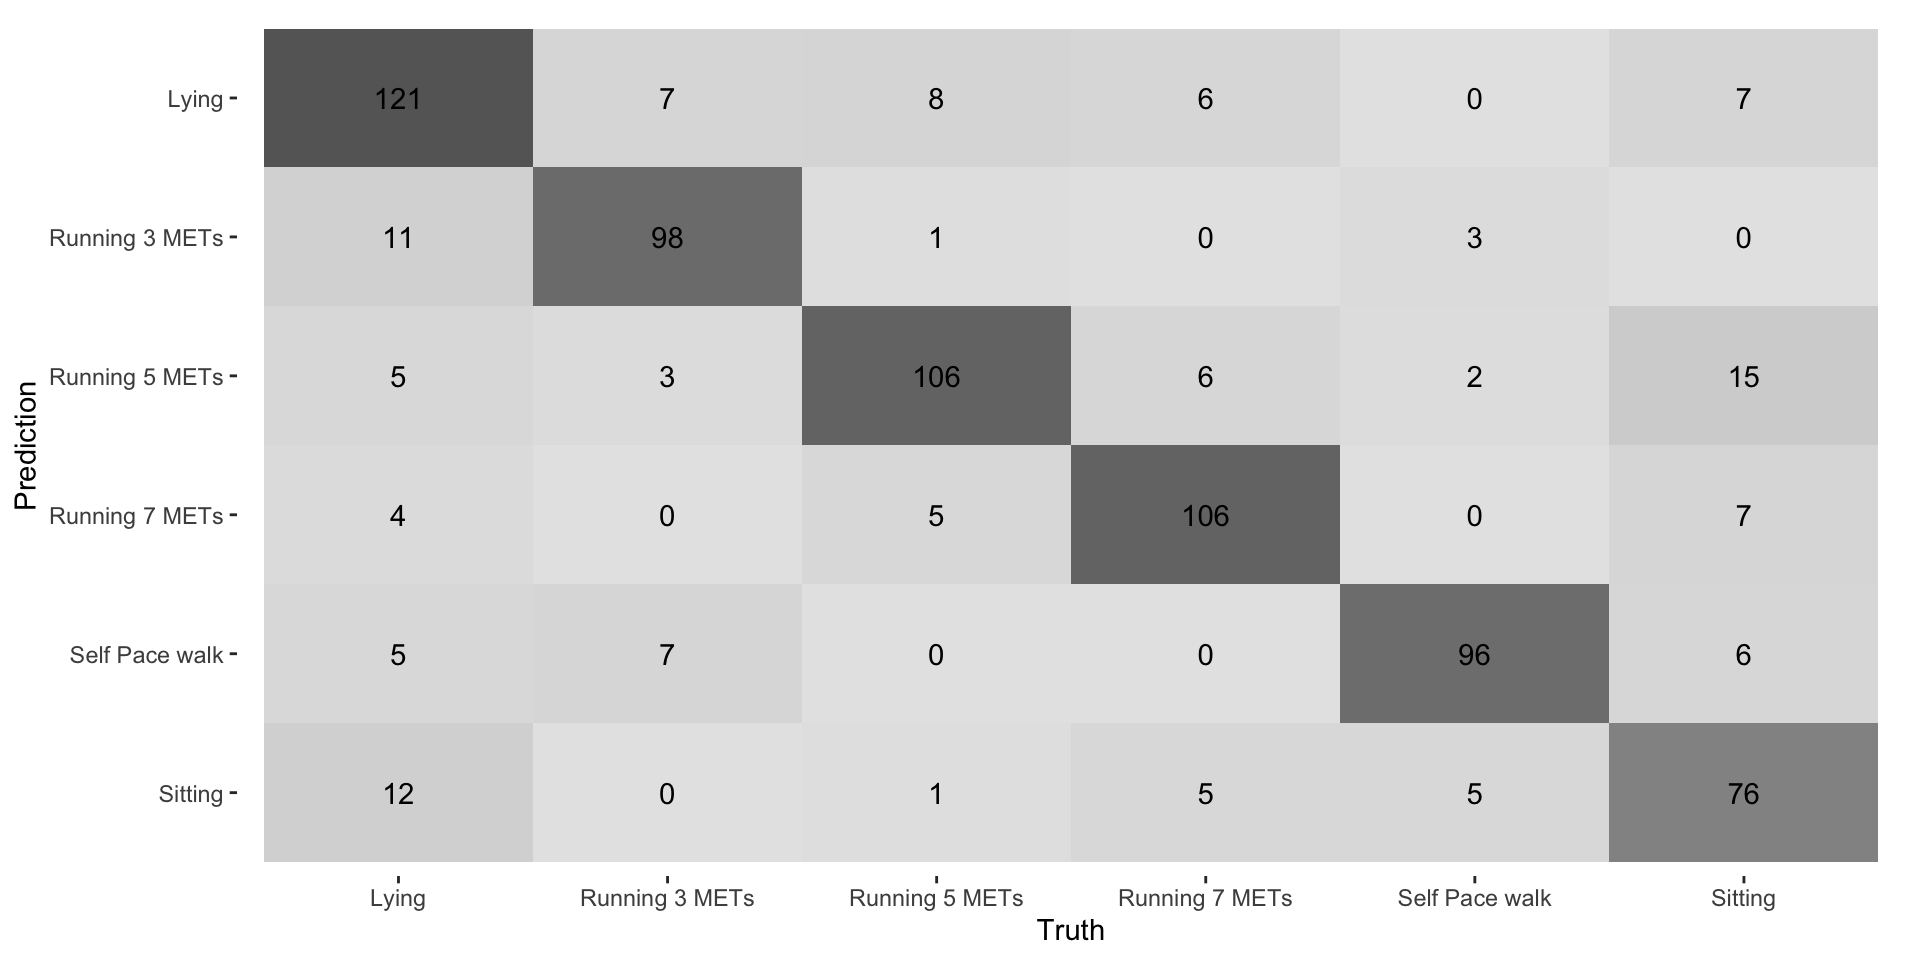 Prediction
Lying 121 7 8 6 0 7
Running 3 METs 11 98 1 0 3 0
Running 5 METs 5 3 106 6 2 15
Running 7 METs 4 0 5 106 0 7
Self Pace walk 5 7 0 0 96 6
Sitting 12 0 1 5 5 76
Lying Running 3 METs Running 5 METs Running 7 METs Self Pace walk Sitting
Truth